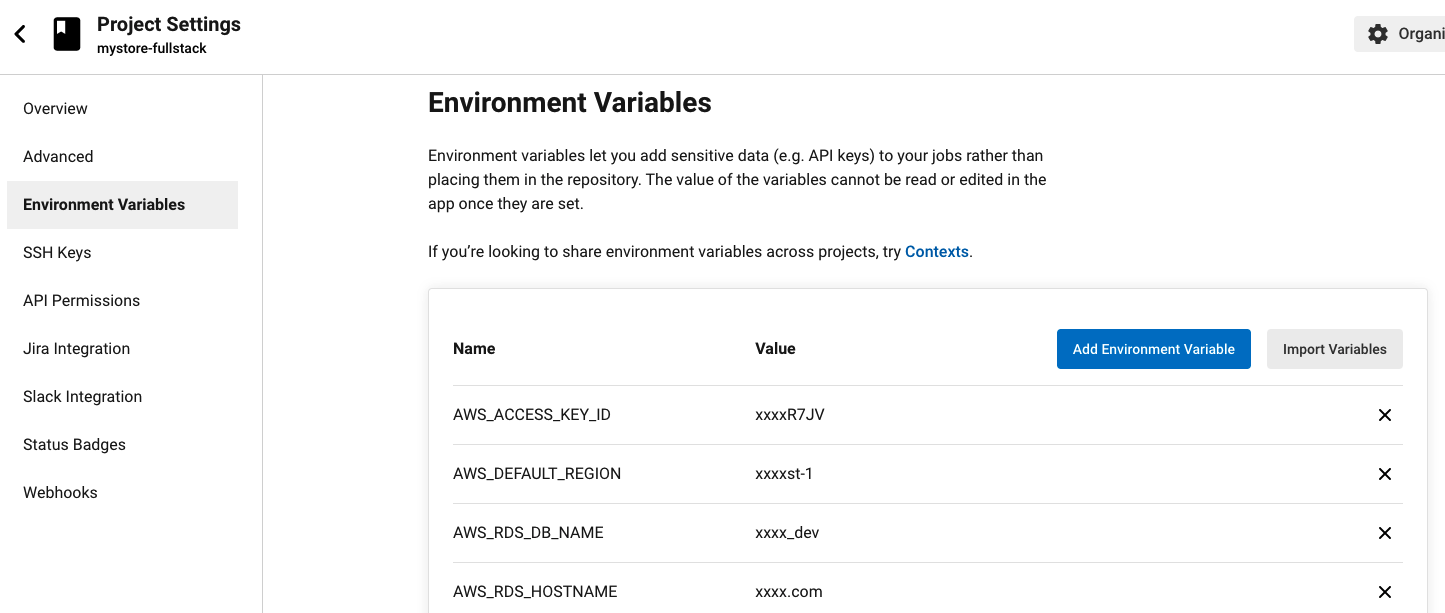 Project Settings
mystore-fullstack
Overview
Advanced
Environment Variables
SSH Keys
API Permissions
Jira Integration
Slack Integration
Status Badges
Webhooks
Environment Variables
Environment variables let you add sensitive data (e.g. API keys) to your jobs rather than
placing them in the repository. The value of the variables cannot be read or edited in the
app once they are set.
If you’re looking to share environment variables across projects, try Contexts.
Name Value Add Environment Variable Import Variables
AWS_ACCESS_KEY_ID xxxxR7JV
AWS_DEFAULT_REGION xxxxst-1
AWS_RDS_DB_NAME xxxx_dev
AWS_RDS_HOSTNAME xxxx.com